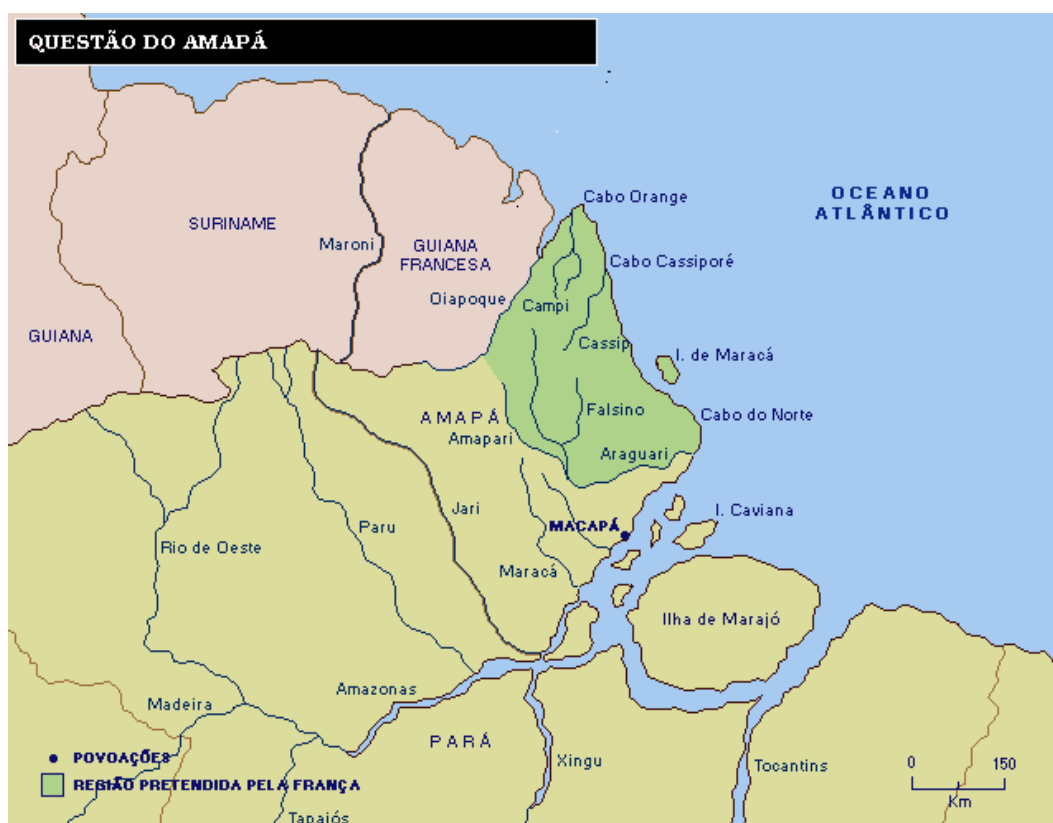 QUESTÃO DO AMAPÁ
OCEANO
ATLÂNTICO
Cabo Orange
SURINAME
Maroni
GUIANA
FRANCESA
Cabo Cassiporé
Oiapoque
Campi
GUIANA
Cassip
I. de Maracá
AMAPÁ
Falsino
Cabo do Norte
Amapari
Araguari
Jari
I. Caviana
Paru
MACAPÁ
Rio de Oeste
Maracá
Ilha de Marajó
Amazonas
Madeira
PARÁ
POVOAÇÕES
Xingu
Tocantins
0 150
Km
REGIÃO PRETENDIDA PELA FRANÇA
Tapajós